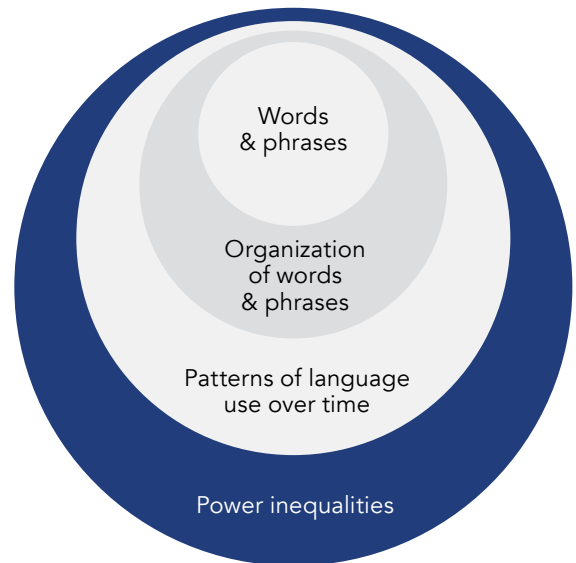 Words
& phrases
Organization
of words
& phrases
Patterns of language
use over time
Power inequalities